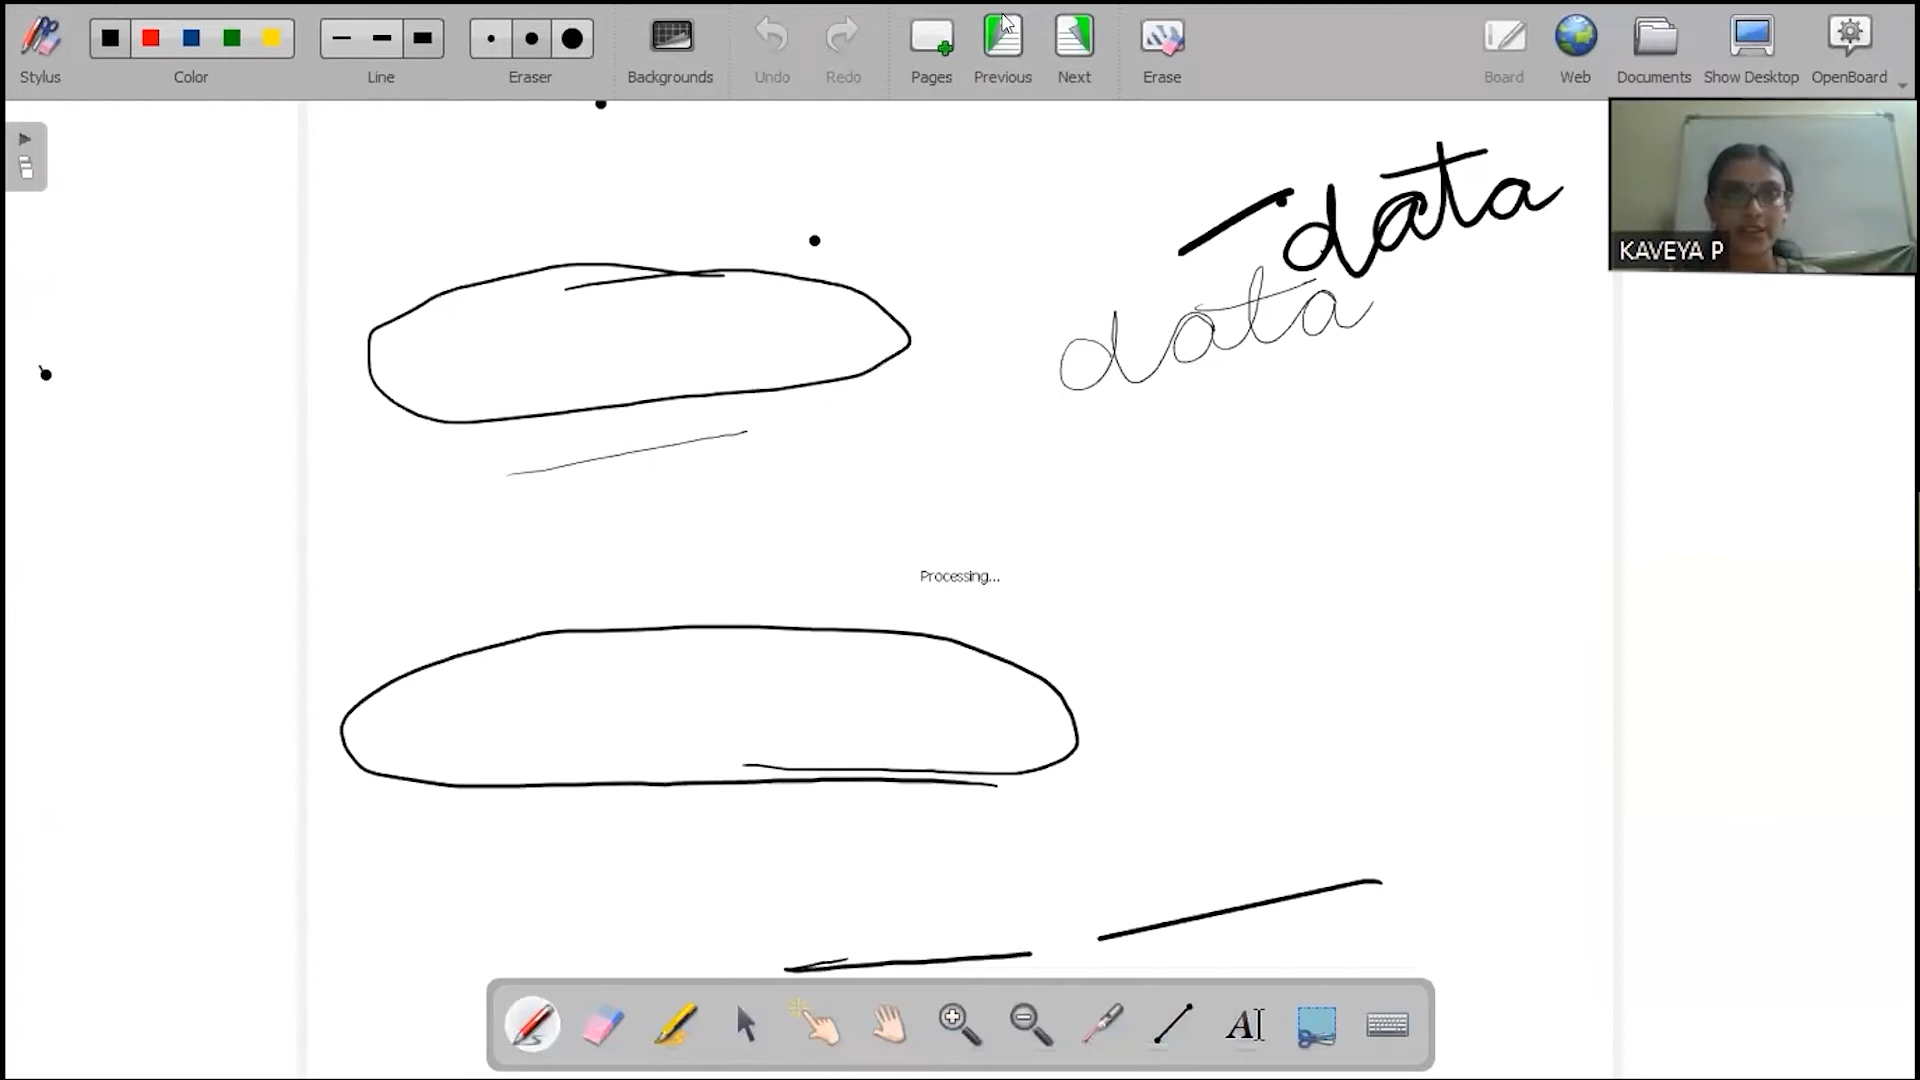 Stylus Color Line Eraser Backgrounds Undo Redo Pages Previous Next Erase Board Web Documents Show Desktop OpenBoard
data
KAVEYA P
data
Processing...
AI